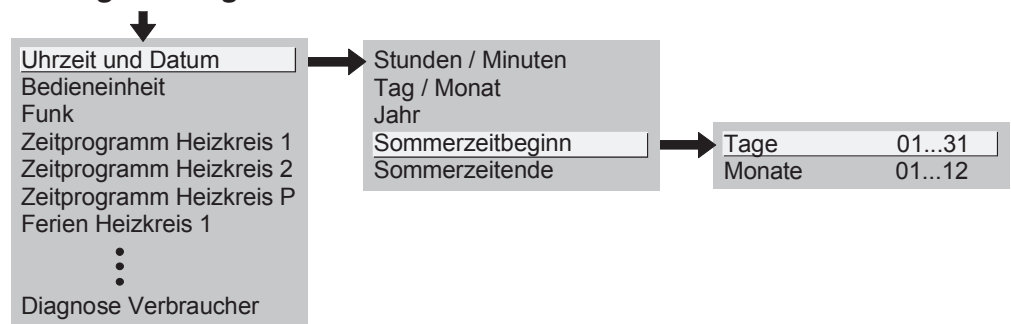 Uhrzeit und Datum
Bedieneinheit
Funk
Zeitprogramm Heizkreis 1
Zeitprogramm Heizkreis 2
Zeitprogramm Heizkreis P
Ferien Heizkreis 1
Diagnose Verbraucher
Stunden / Minuten
Tag / Monat
Jahr
Sommerzeitbeginn
Sommerzeitende
Tage 01...31
Monate 01...12